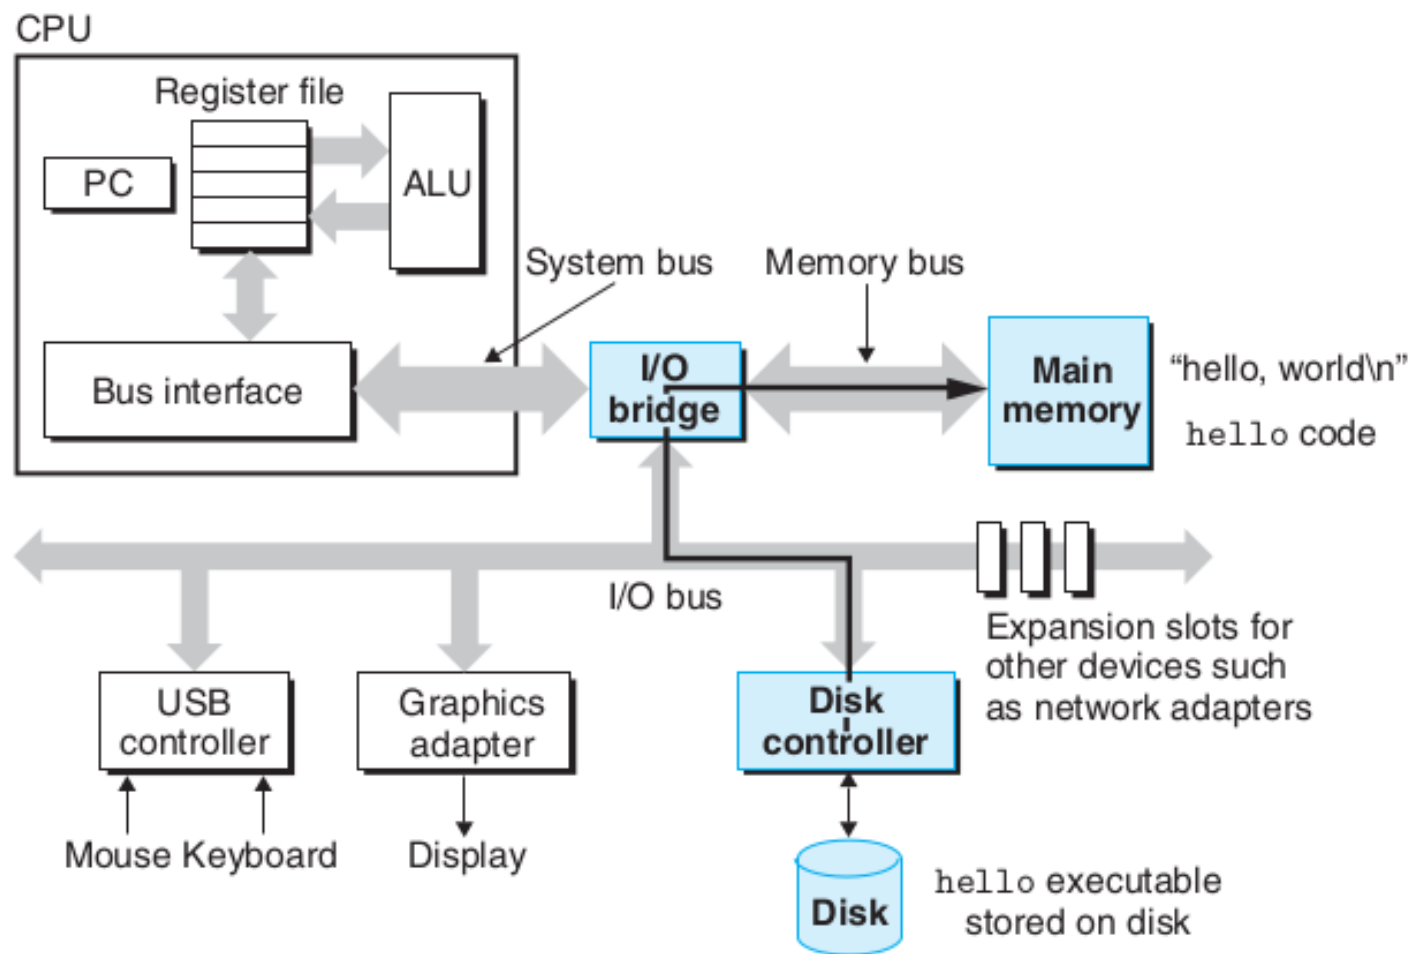 CPU
Register file
PC
ALU
System bus
Memory bus
Bus interface
I/O
bridge
Main
memory
“hello, world\n”
hello code
I/O bus
Expansion slots for
other devices such
as network adapters
USB
controller
Graphics
adapter
Disk
controller
Mouse Keyboard
Display
Disk
hello executable
stored on disk